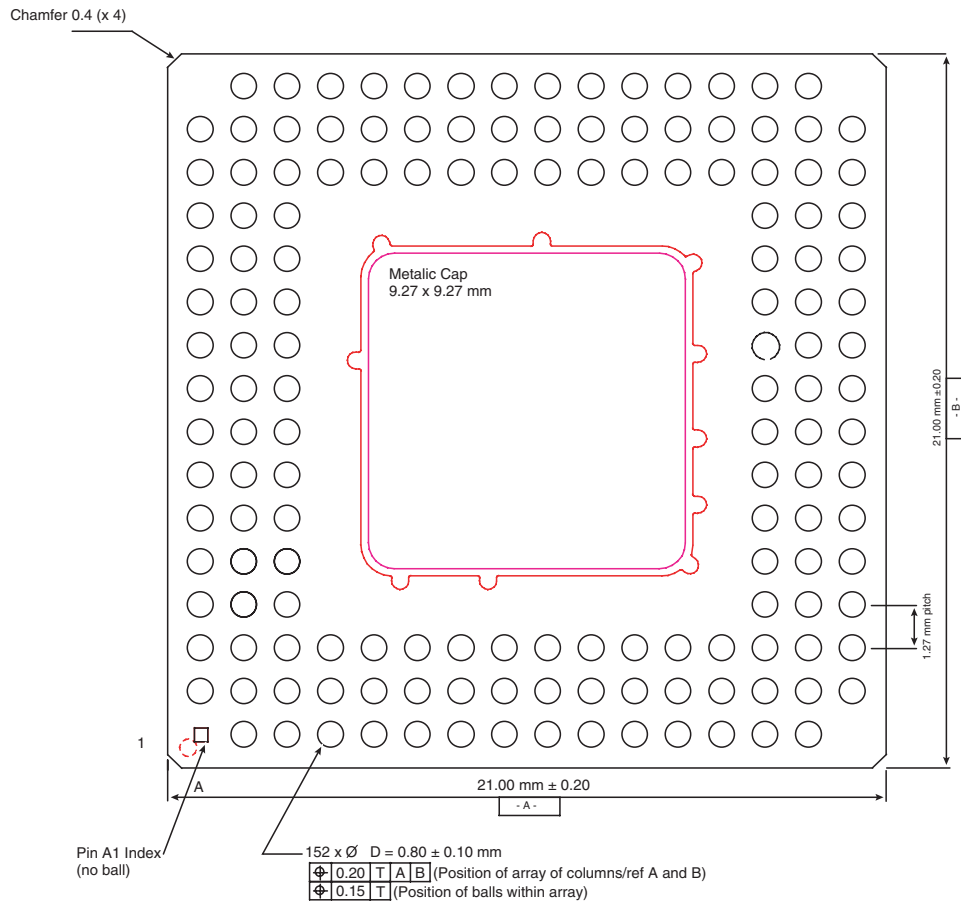 Chamfer 0.4 (x 4)
Metalic Cap
9.27 x 9.27 mm
21.00 mm ±0.20
- B -
1.27 mm pitch
1
A
21.00 mm ± 0.20
- A -
Pin A1 Index
(no ball)
152 x Ø D = 0.80 ± 0.10 mm
⌖ 0.20 T A B (Position of array of columns/ref A and B)
⌖ 0.15 T (Position of balls within array)